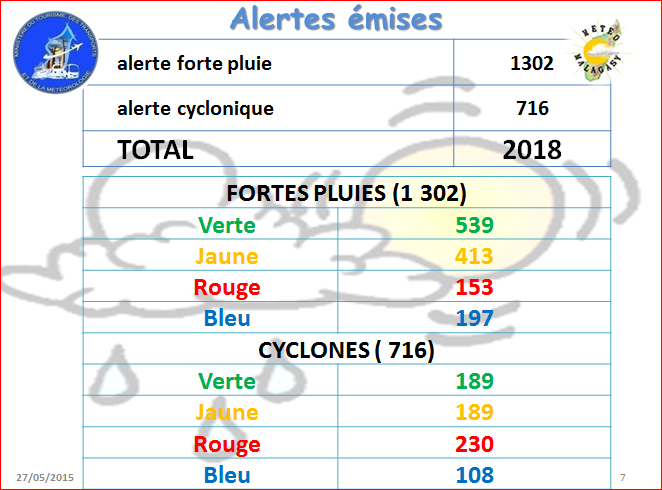 Alertes émises
MINISTERE DU TOURISME, DES TRANSPORTS
ET DE LA METEOROLOGIE
METEO
MALAGASY
alerte forte pluie 1302
alerte cyclonique 716
TOTAL 2018
FORTES PLUIES (1 302)
Verte 539
Jaune 413
Rouge 153
Bleu 197
CYCLONES ( 716)
Verte 189
Jaune 189
Rouge 230
Bleu 108
27/05/2015 7